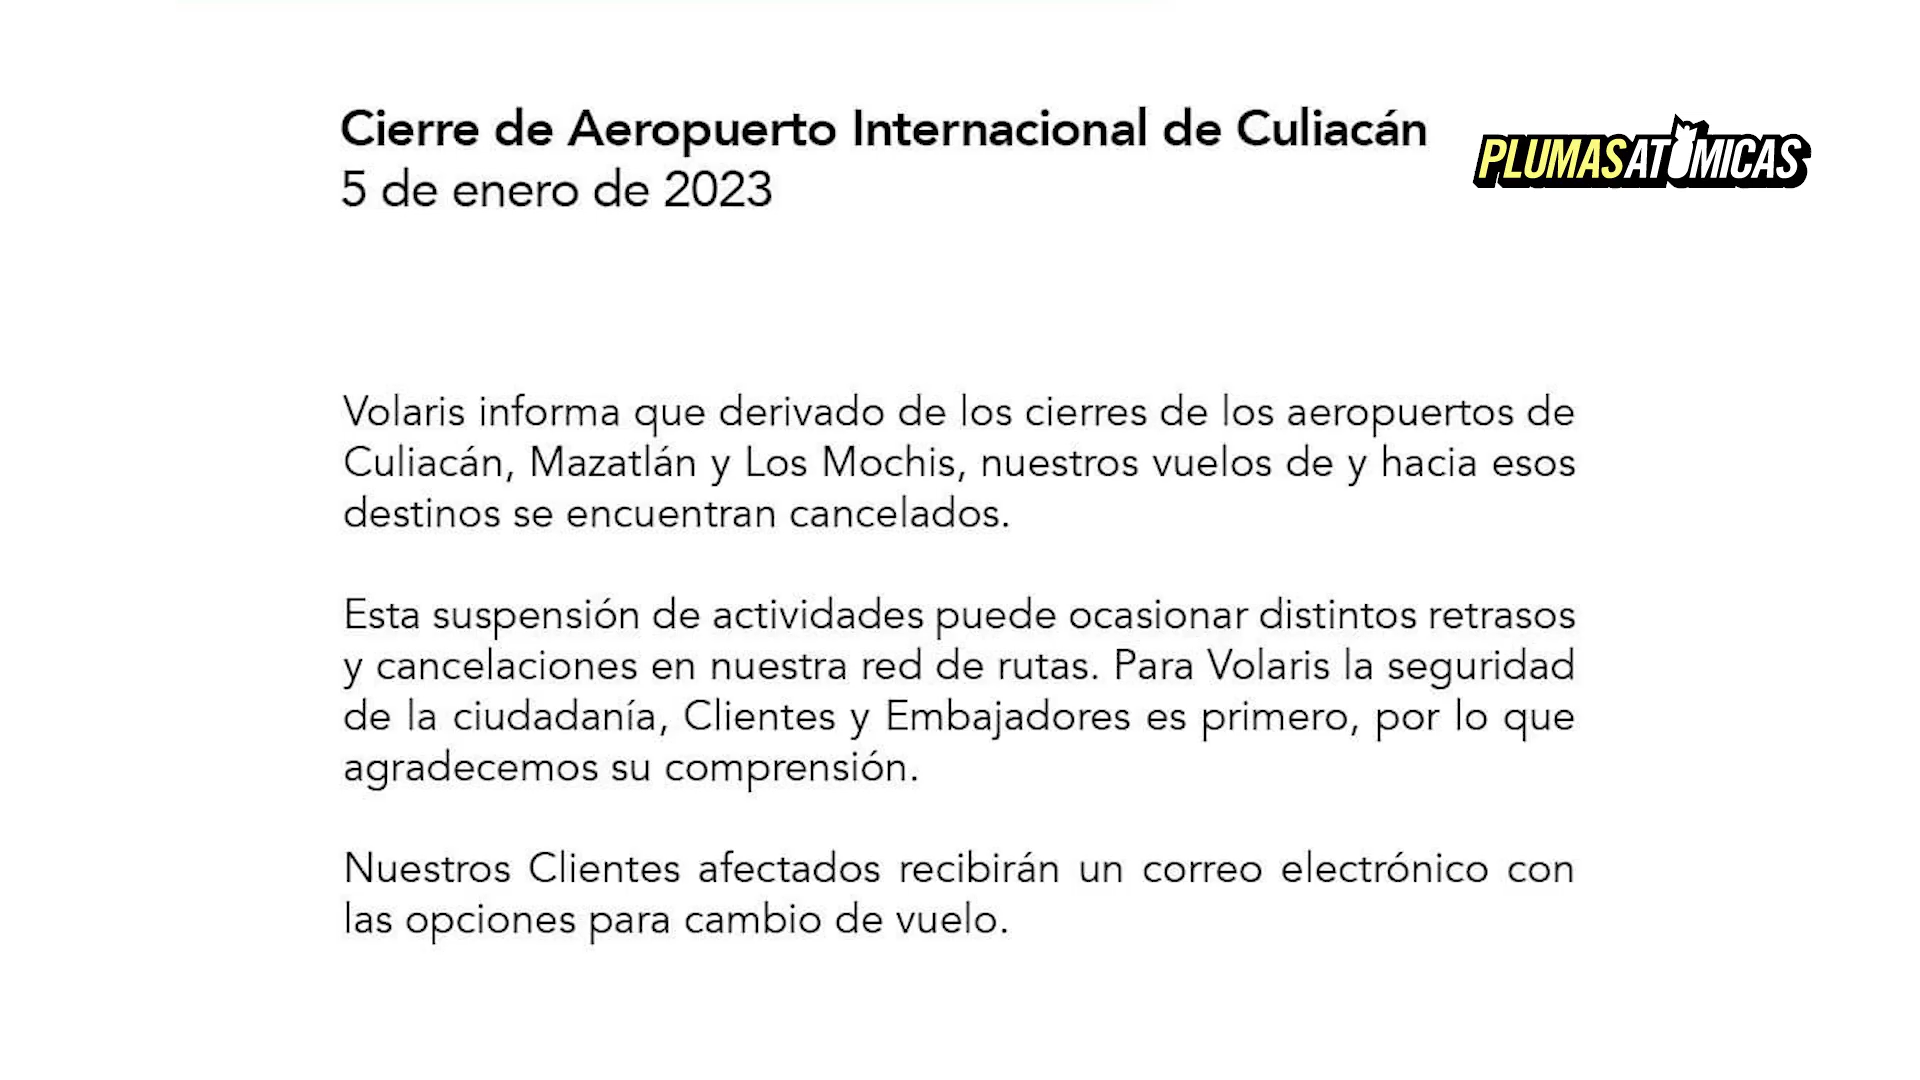 Cierre de Aeropuerto Internacional de Culiacán
5 de enero de 2023
PLUMASATÓMICAS
Volaris informa que derivado de los cierres de los aeropuertos de
Culiacán, Mazatlán y Los Mochis, nuestros vuelos de y hacia esos
destinos se encuentran cancelados.
Esta suspensión de actividades puede ocasionar distintos retrasos
y cancelaciones en nuestra red de rutas. Para Volaris la seguridad
de la ciudadanía, Clientes y Embajadores es primero, por lo que
agradecemos su comprensión.
Nuestros Clientes afectados recibirán un correo electrónico con
las opciones para cambio de vuelo.